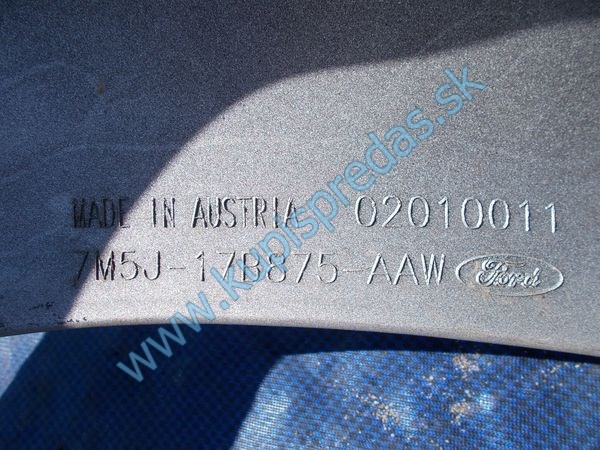 MADE IN AUSTRIA 02010011
7M5J-17B875-AAW Ford
www.kupispredas.sk